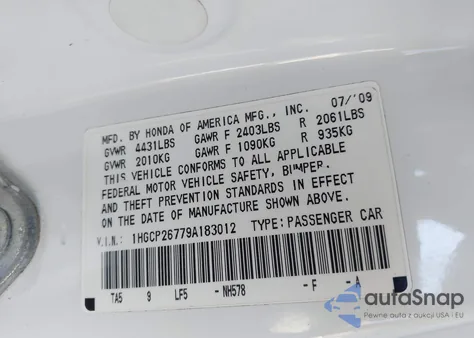 MFD. BY HONDA OF AMERICA MFG., INC. 07/'09
GVWR 4431LBS GAWR F 2403LBS R 2061LBS
GVWR 2010KG GAWR F 1090KG R 935KG
THIS VEHICLE CONFORMS TO ALL APPLICABLE
FEDERAL MOTOR VEHICLE SAFETY, BUMPER,
AND THEFT PREVENTION STANDARDS IN EFFECT
ON THE DATE OF MANUFACTURE SHOWN ABOVE.
V.I.N.: 1HGCP26779A183012 TYPE: PASSENGER CAR
TA5 9 LF5 -NH578 -F -A
autaSnap
Pewne auta z aukcji USA i EU